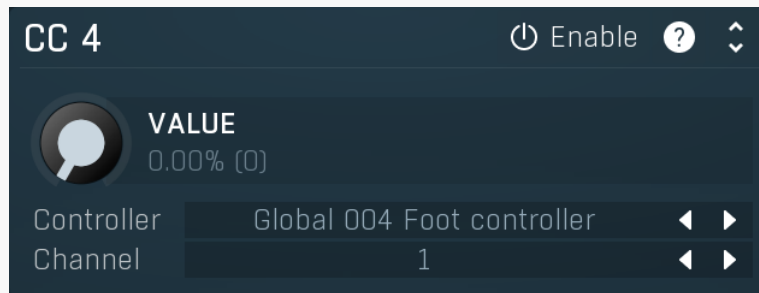 CC 4 Enable ?
VALUE
0.00% (0)
Controller Global 004 Foot controller
Channel 1